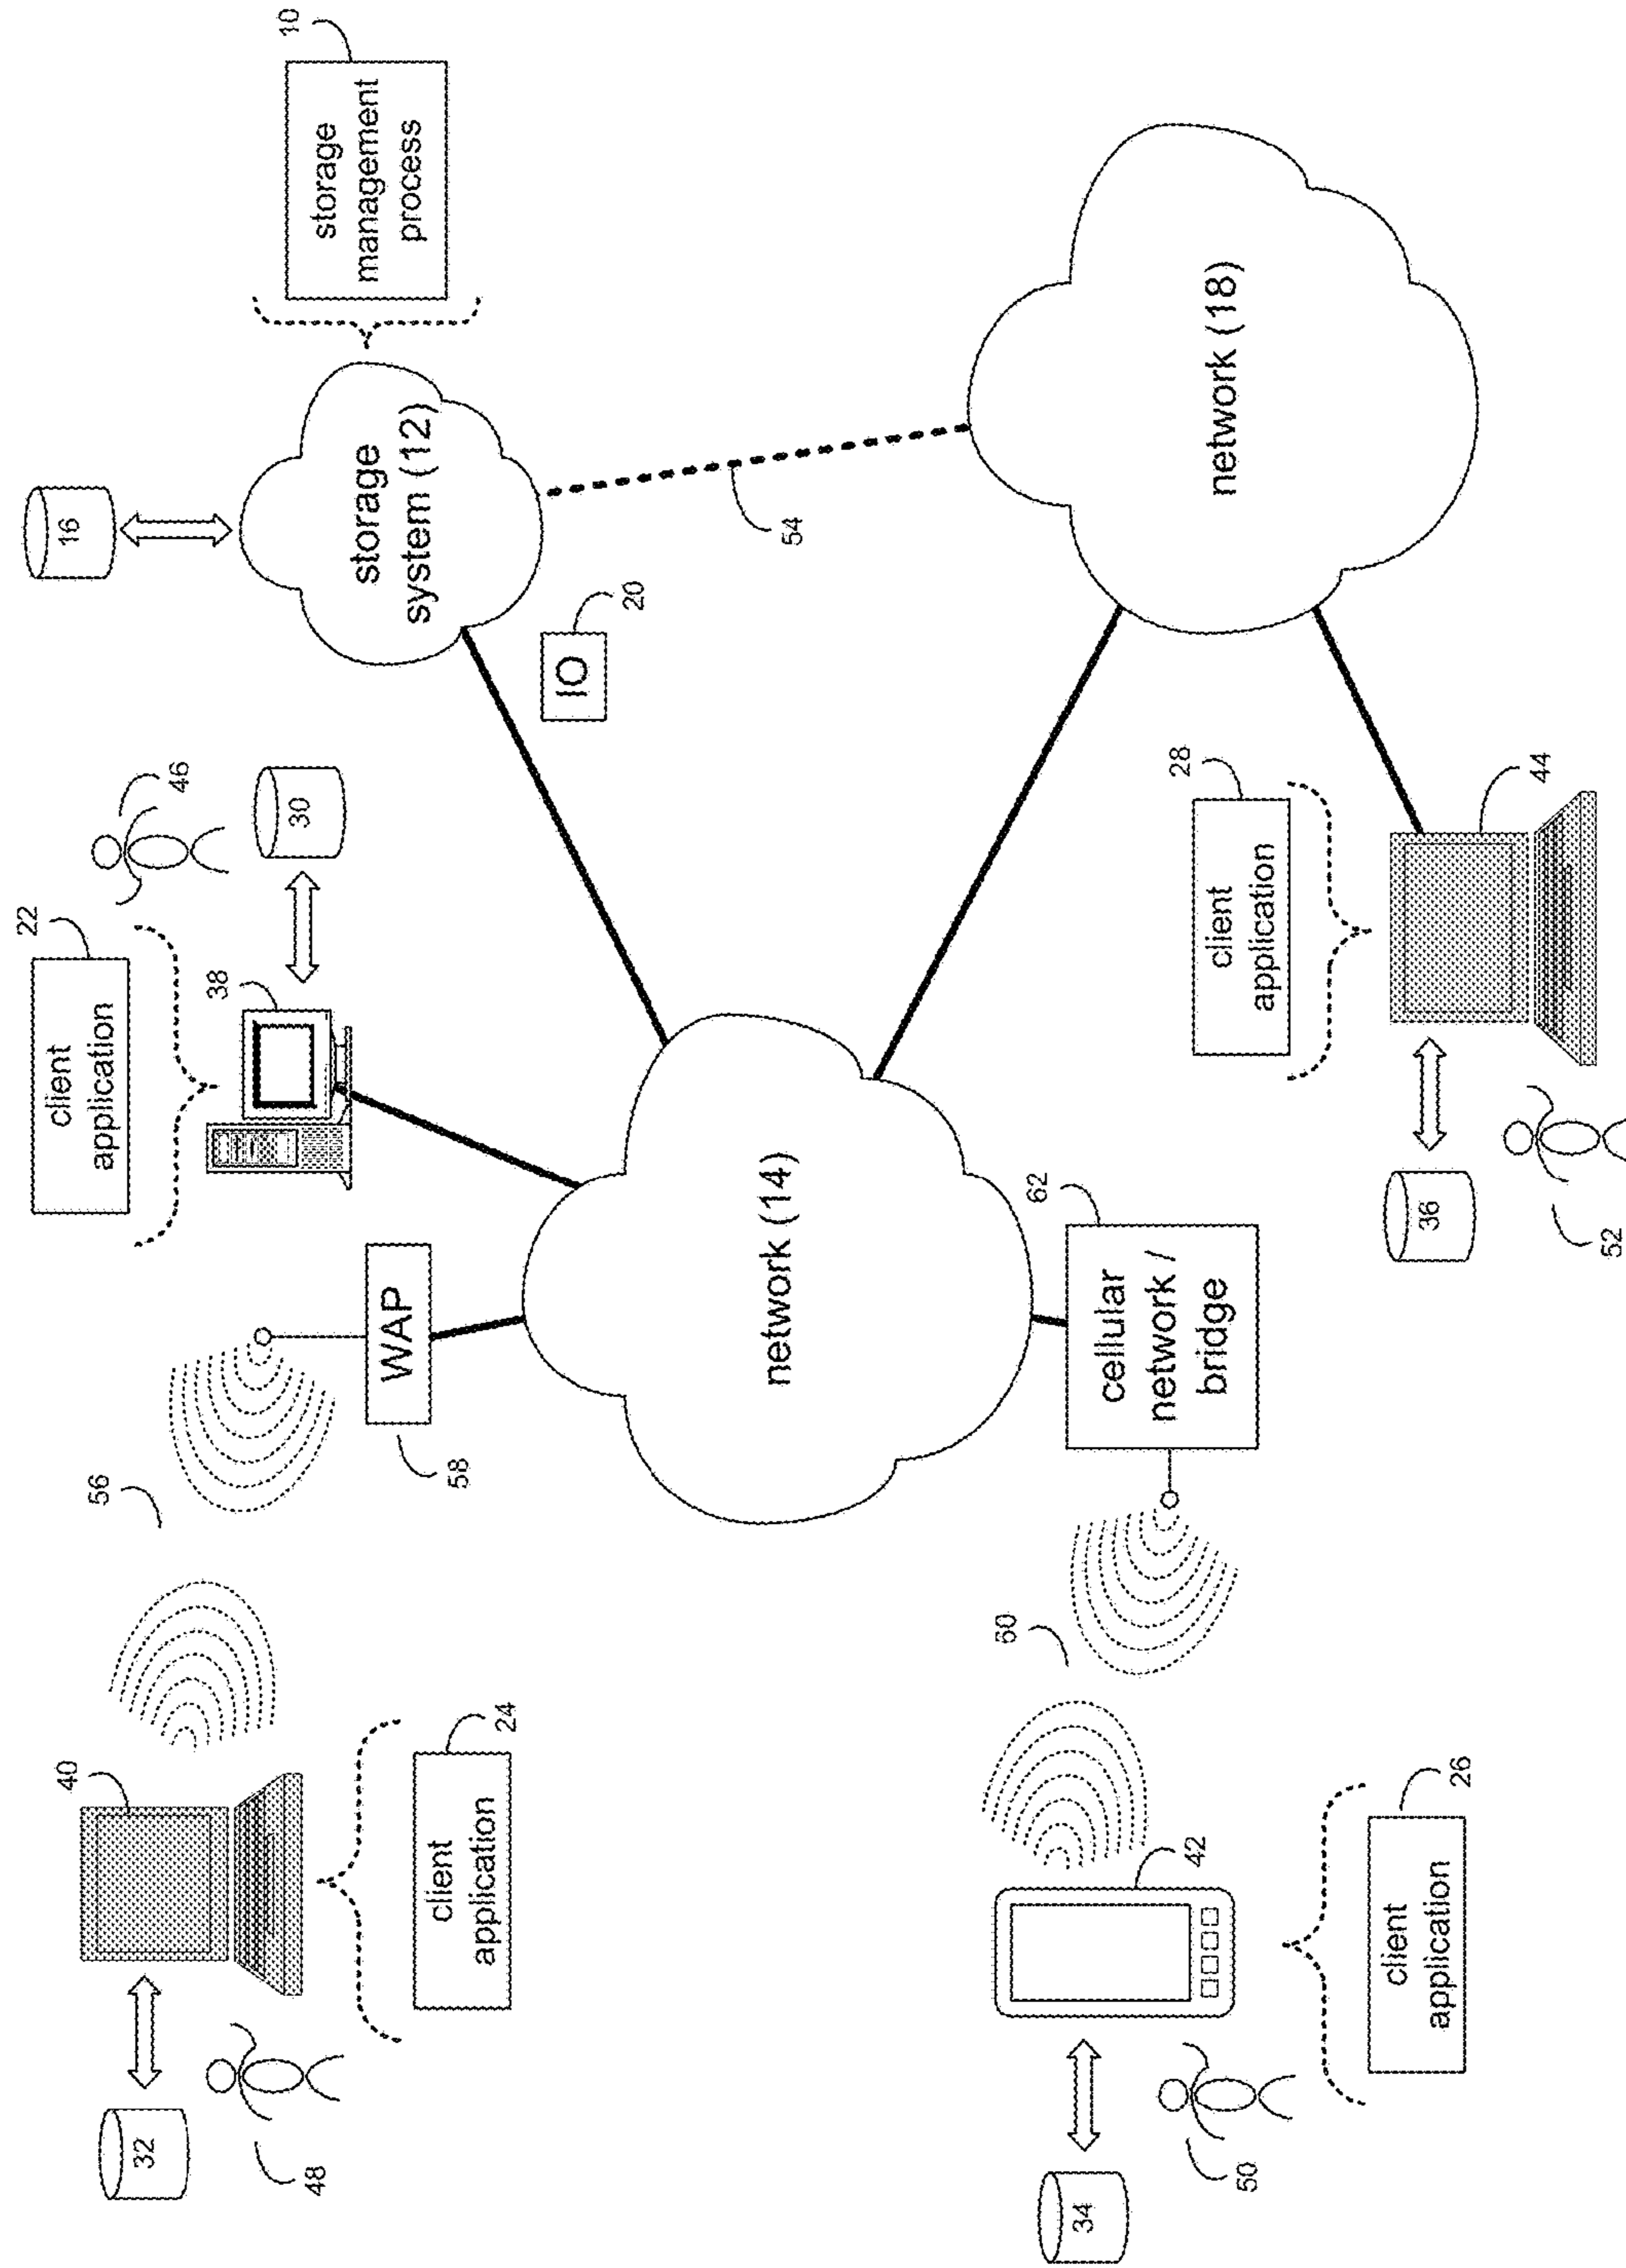 22
client
application
16
40
56
32
46
38
30
48
10
storage
management
process
storage
system (12)
WAP
58
24
client
application
IO
20
network (14)
54
60
62
34
cellular
network /
bridge
42
50
28
client
application
network (18)
26
client
application
36
44
52